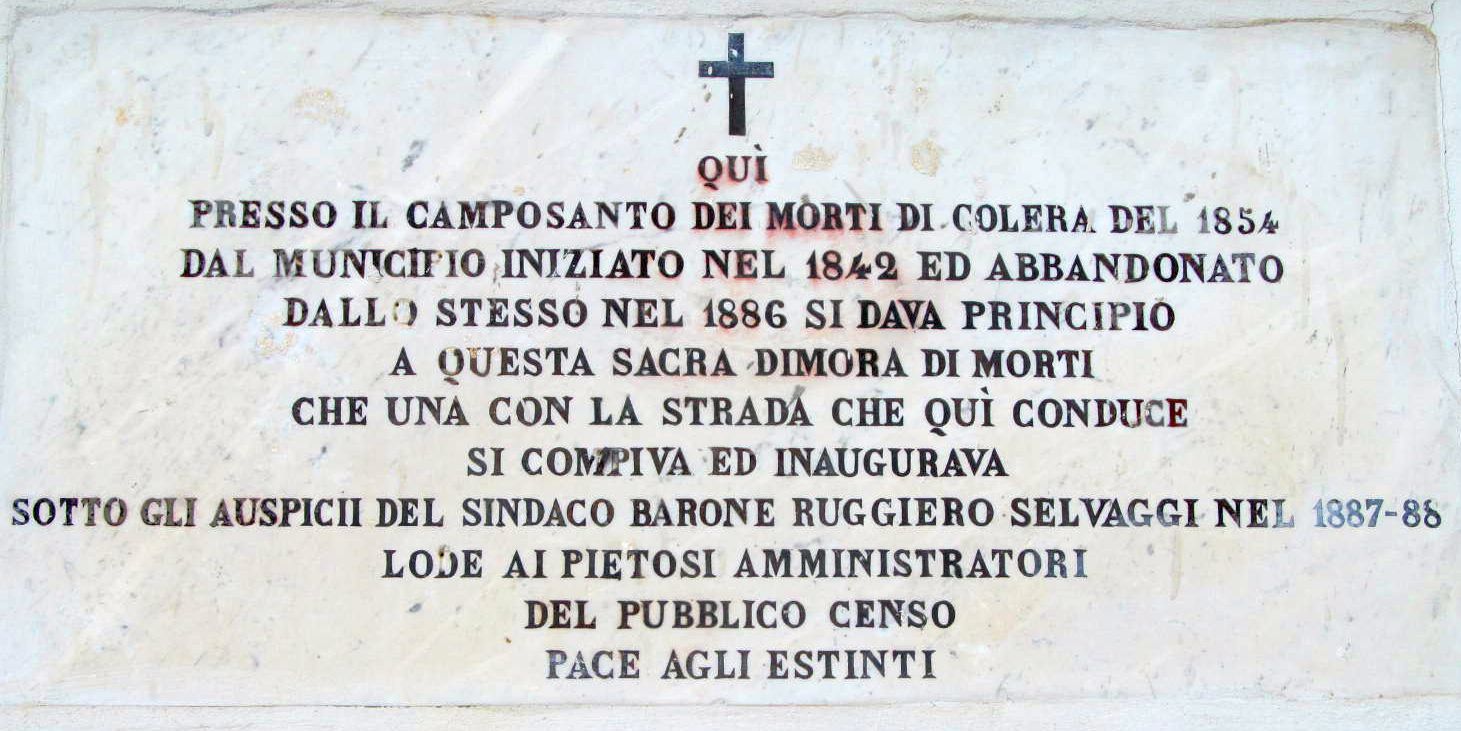 QUÌ
PRESSO IL CAMPOSANTO DEI MORTI DI COLERA DEL 1854
DAL MUNICIPIO INIZIATO NEL 1842 ED ABBANDONATO
DALLO STESSO NEL 1886 SI DAVA PRINCIPIO
A QUESTA SACRA DIMORA DI MORTI
CHE UNA CON LA STRADA CHE QUÌ CONDUCE
SI COMPIVA ED INAUGURAVA
SOTTO GLI AUSPICII DEL SINDACO BARONE RUGGIERO SELVAGGI NEL 1887-88
LODE AI PIETOSI AMMINISTRATORI
DEL PUBBLICO CENSO
PACE AGLI ESTINTI